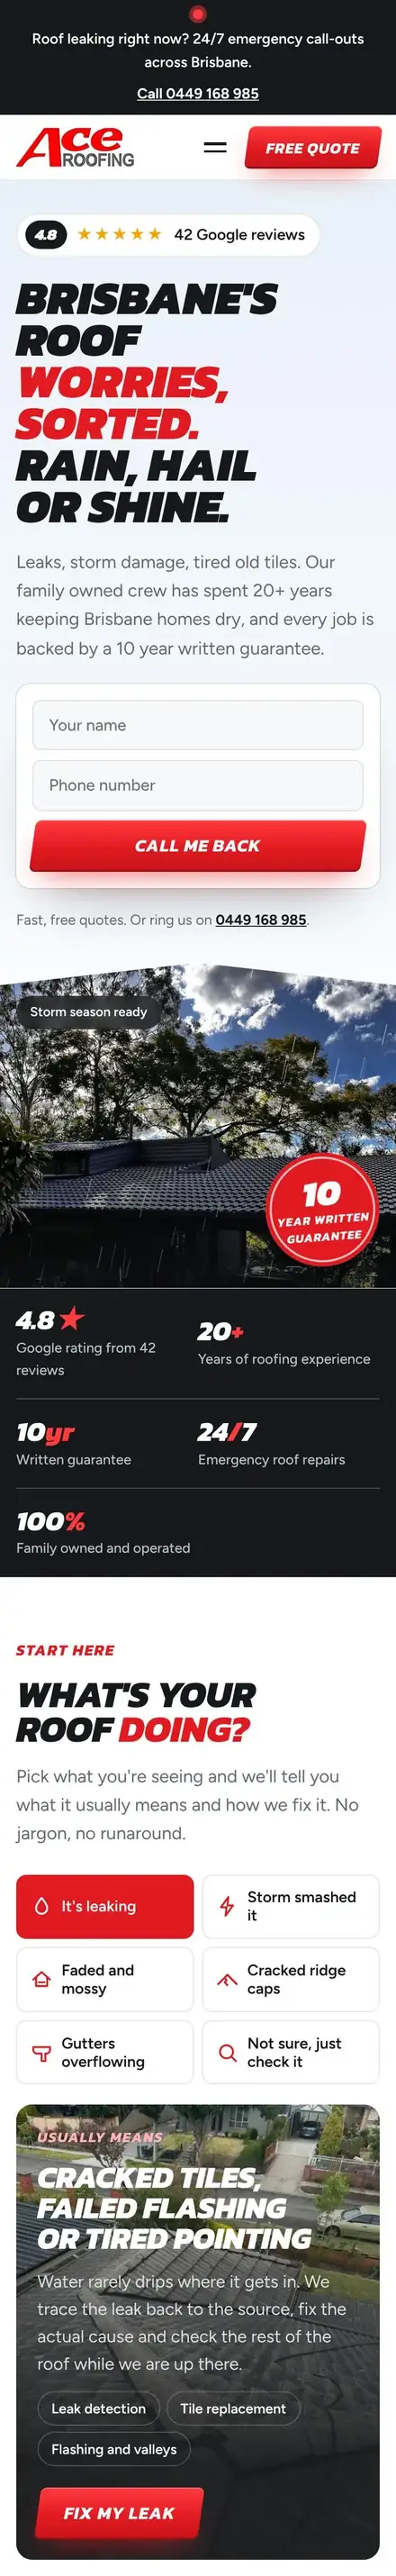 Roof leaking right now? 24/7 emergency call-outs
across Brisbane.
Call 0449 168 985
Ace
ROOFING
FREE QUOTE
4.8 ★★★★★ 42 Google reviews
BRISBANE'S
ROOF
WORRIES,
SORTED.
RAIN, HAIL
OR SHINE.
Leaks, storm damage, tired old tiles. Our
family owned crew has spent 20+ years
keeping Brisbane homes dry, and every job is
backed by a 10 year written guarantee.
Your name
Phone number
CALL ME BACK
Fast, free quotes. Or ring us on 0449 168 985.
Storm season ready
10
YEAR WRITTEN
GUARANTEE
4.8★
Google rating from 42
reviews
20+
Years of roofing experience
10yr
Written guarantee
24/7
Emergency roof repairs
100%
Family owned and operated
START HERE
WHAT'S YOUR
ROOF DOING?
Pick what you're seeing and we'll tell you
what it usually means and how we fix it. No
jargon, no runaround.
It's leaking
Storm smashed
it
Faded and
mossy
Cracked ridge
caps
Gutters
overflowing
Not sure, just
check it
USUALLY MEANS
CRACKED TILES,
FAILED FLASHING
OR TIRED POINTING
Water rarely drips where it gets in. We
trace the leak back to the source, fix the
actual cause and check the rest of the
roof while we are up there.
Leak detection
Tile replacement
Flashing and valleys
FIX MY LEAK